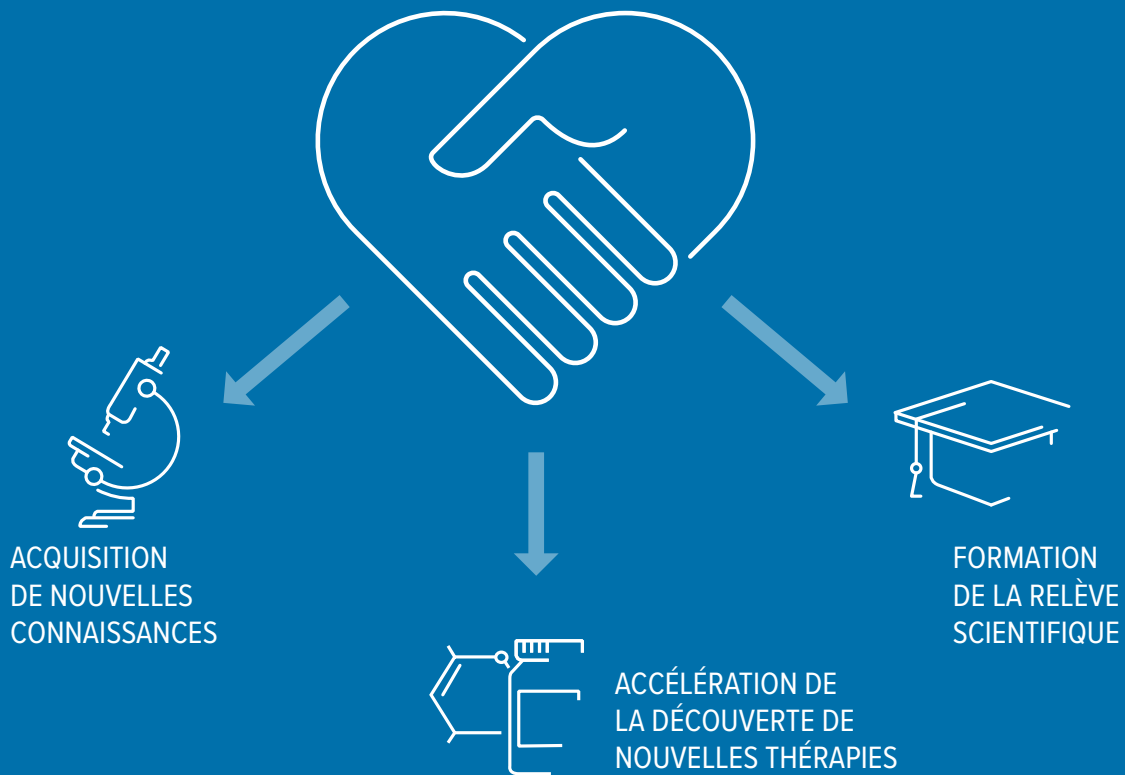 ACQUISITION
DE NOUVELLES
CONNAISSANCES
ACCÉLÉRATION DE
LA DÉCOUVERTE DE
NOUVELLES THÉRAPIES
FORMATION
DE LA RELÈVE
SCIENTIFIQUE